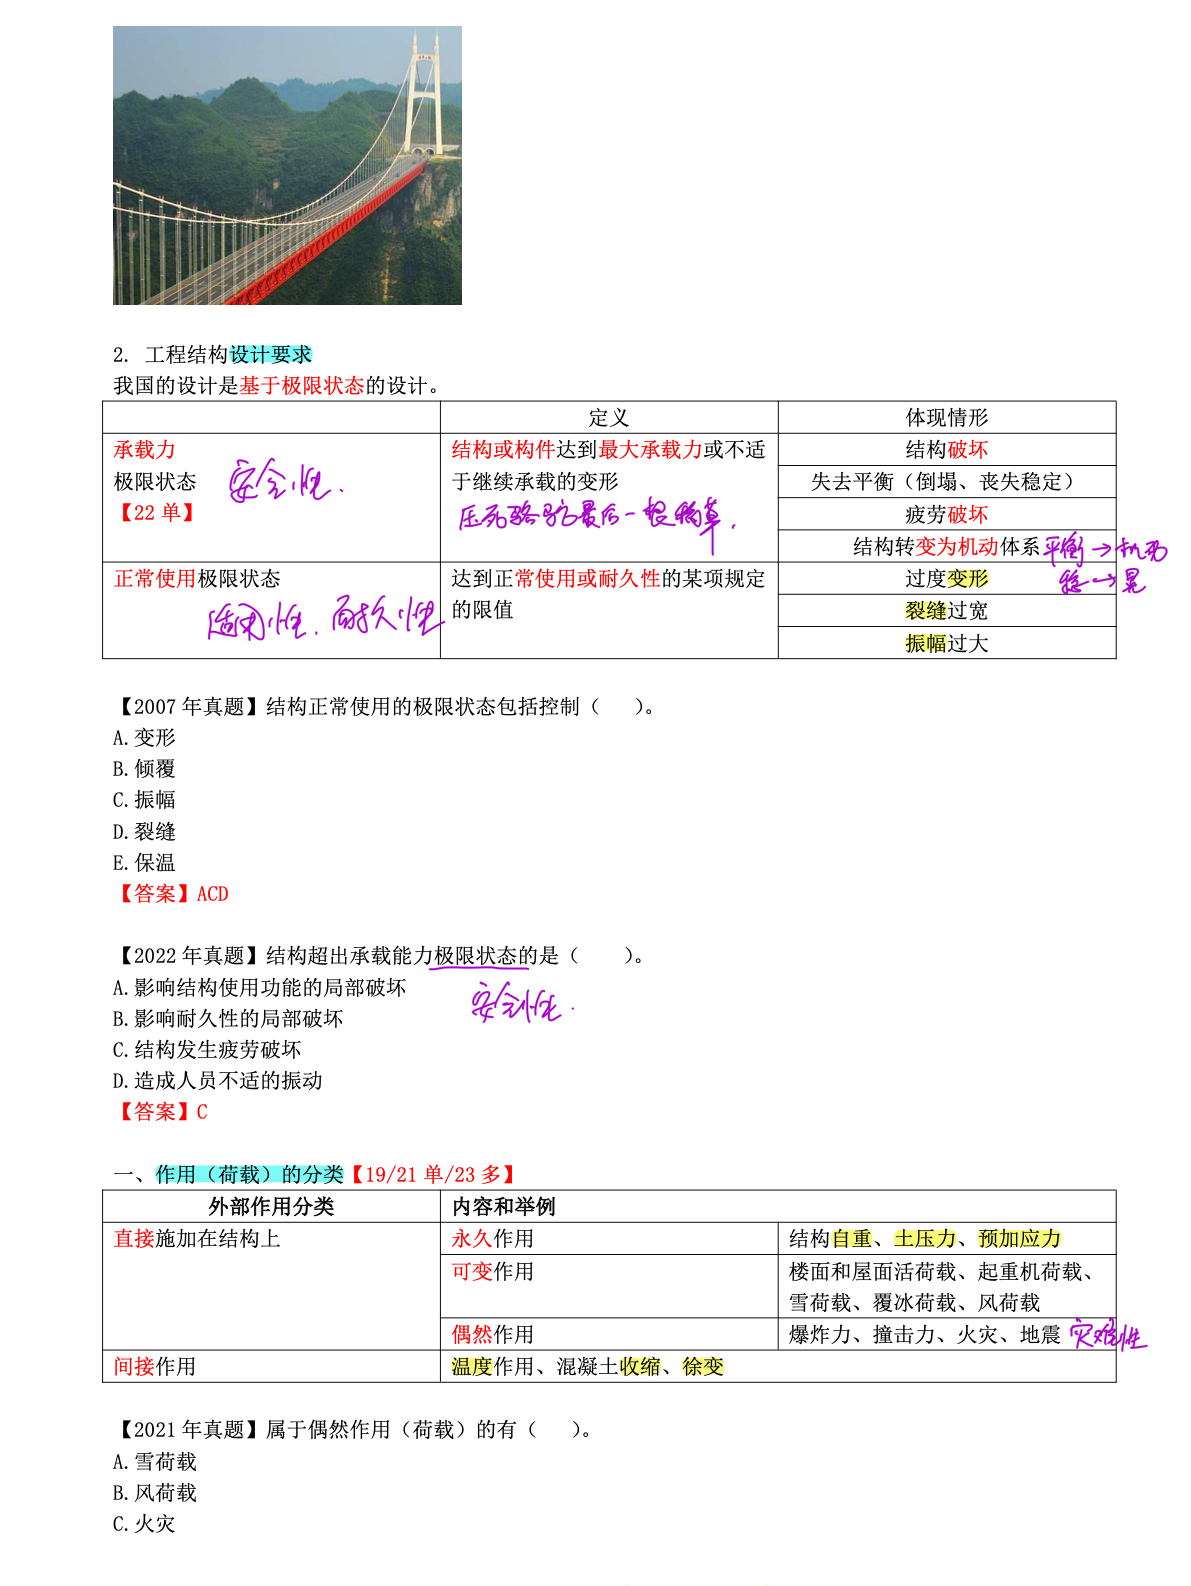 2. 工程结构设计要求
我国的设计是基于极限状态的设计。
定义 体现情形
承载力
极限状态
【22 单】
安全性.
结构或构件达到最大承载力或不适
于继续承载的变形
压死骆驼最后一根稻草.
结构破坏
失去平衡（倒塌、丧失稳定）
疲劳破坏
结构转变为机动体系
平衡→机动
稳→晃
正常使用极限状态
适用性. 耐久性
达到正常使用或耐久性的某项规定
的限值
过度变形
裂缝过宽
振幅过大
【2007 年真题】结构正常使用的极限状态包括控制（ ）。
A.变形
B.倾覆
C.振幅
D.裂缝
E.保温
【答案】ACD
【2022 年真题】结构超出承载能力极限状态的是（ ）。
A.影响结构使用功能的局部破坏
安全性.
B.影响耐久性的局部破坏
C.结构发生疲劳破坏
D.造成人员不适的振动
【答案】C
一、作用（荷载）的分类【19/21 单/23 多】
外部作用分类 内容和举例
直接施加在结构上 永久作用 结构自重、土压力、预加应力
可变作用 楼面和屋面活荷载、起重机荷载、
雪荷载、覆冰荷载、风荷载
偶然作用 爆炸力、撞击力、火灾、地震 灾难性
间接作用 温度作用、混凝土收缩、徐变
【2021 年真题】属于偶然作用（荷载）的有（ ）。
A.雪荷载
B.风荷载
C.火灾